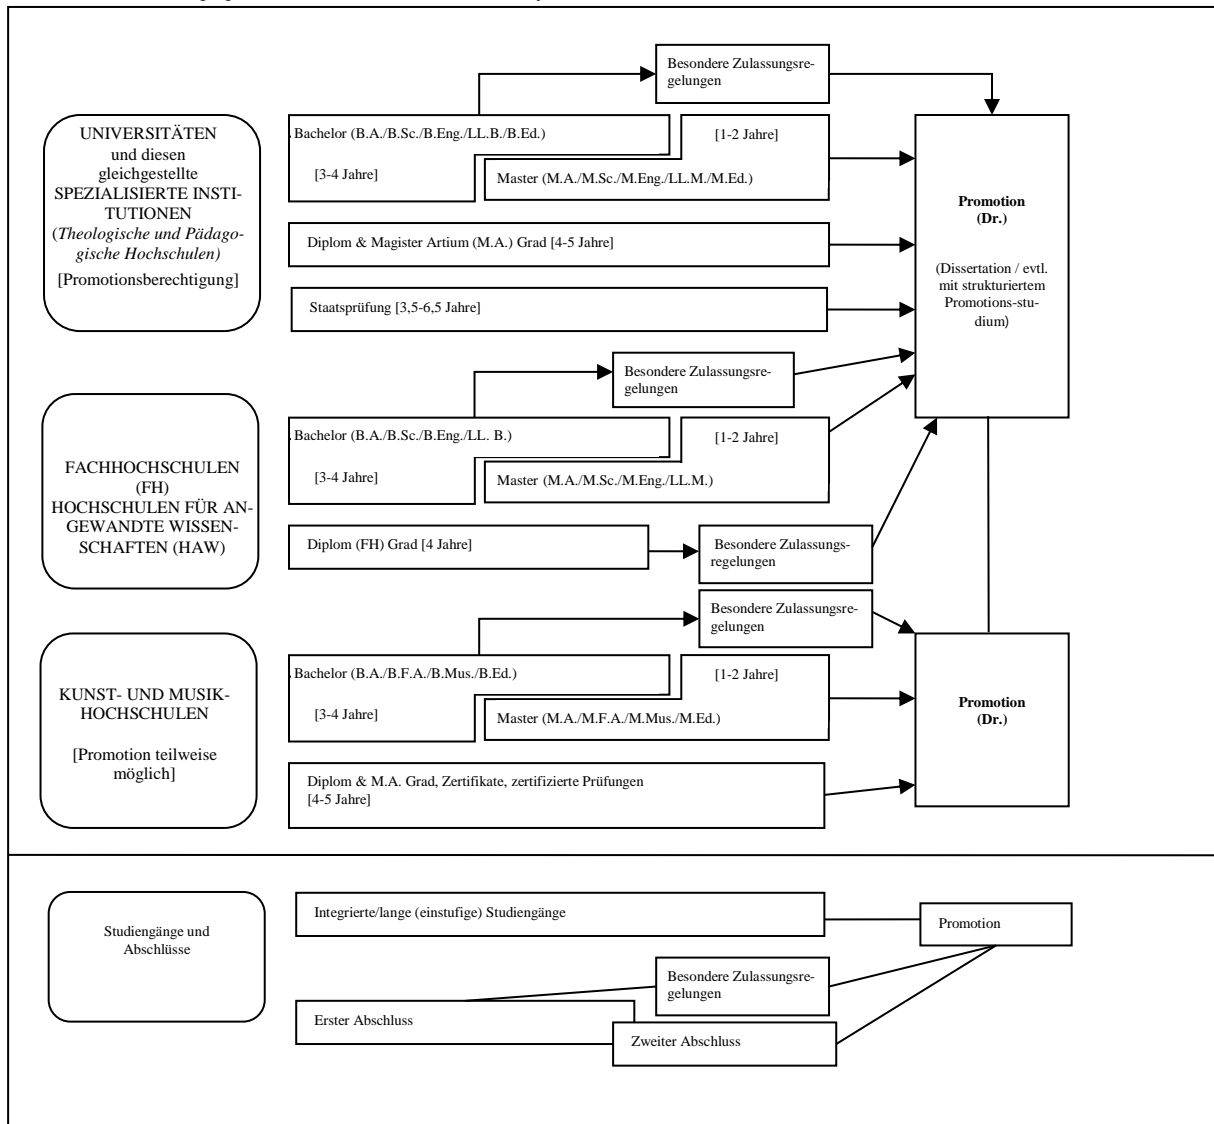 Besondere Zulassungsre-
gelungen
UNIVERSITÄTEN
und diesen
gleichgestellte
SPEZIALISIERTE INSTI-
TUTIONEN
(Theologische und Pädago-
gische Hochschulen)
[Promotionsberechtigung]
Bachelor (B.A./B.Sc./B.Eng./LL.B./B.Ed.)
[3-4 Jahre]
[1-2 Jahre]
Master (M.A./M.Sc./M.Eng./LL.M./M.Ed.)
Diplom & Magister Artium (M.A.) Grad [4-5 Jahre]
Staatsprüfung [3,5-6,5 Jahre]
Promotion
(Dr.)
(Dissertation / evtl.
mit strukturiertem
Promotions-stu-
dium)
Besondere Zulassungsre-
gelungen
FACHHOCHSCHULEN
(FH)
HOCHSCHULEN FÜR AN-
GEWANDTE WISSEN-
SCHAFTEN (HAW)
Bachelor (B.A./B.Sc./B.Eng./LL. B.)
[3-4 Jahre]
[1-2 Jahre]
Master (M.A./M.Sc./M.Eng./LL.M.)
Diplom (FH) Grad [4 Jahre]
Besondere Zulassungs-
regelungen
Besondere Zulassungsre-
gelungen
KUNST- UND MUSIK-
HOCHSCHULEN
[Promotion teilweise
möglich]
Bachelor (B.A./B.F.A./B.Mus./B.Ed.)
[3-4 Jahre]
[1-2 Jahre]
Master (M.A./M.F.A./M.Mus./M.Ed.)
Diplom & M.A. Grad, Zertifikate, zertifizierte Prüfungen
[4-5 Jahre]
Promotion
(Dr.)
Studiengänge und
Abschlüsse
Integrierte/lange (einstufige) Studiengänge
Promotion
Besondere Zulassungsre-
gelungen
Erster Abschluss
Zweiter Abschluss